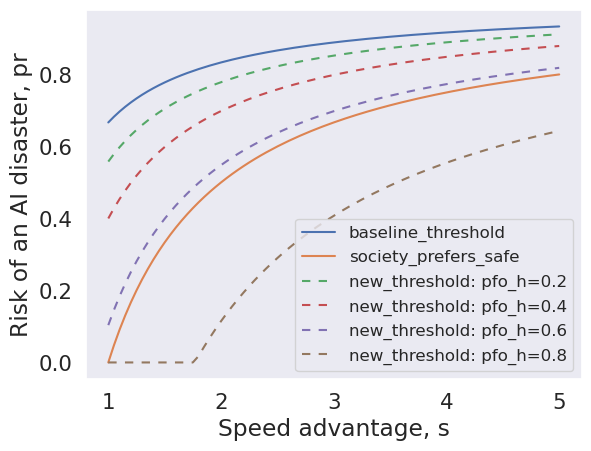 Risk of an AI disaster, pr
0.8
0.6
0.4
0.2
0.0
baseline_threshold
society_prefers_safe
new_threshold: pfo_h=0.2
new_threshold: pfo_h=0.4
new_threshold: pfo_h=0.6
new_threshold: pfo_h=0.8
1 2 3 4 5
Speed advantage, s